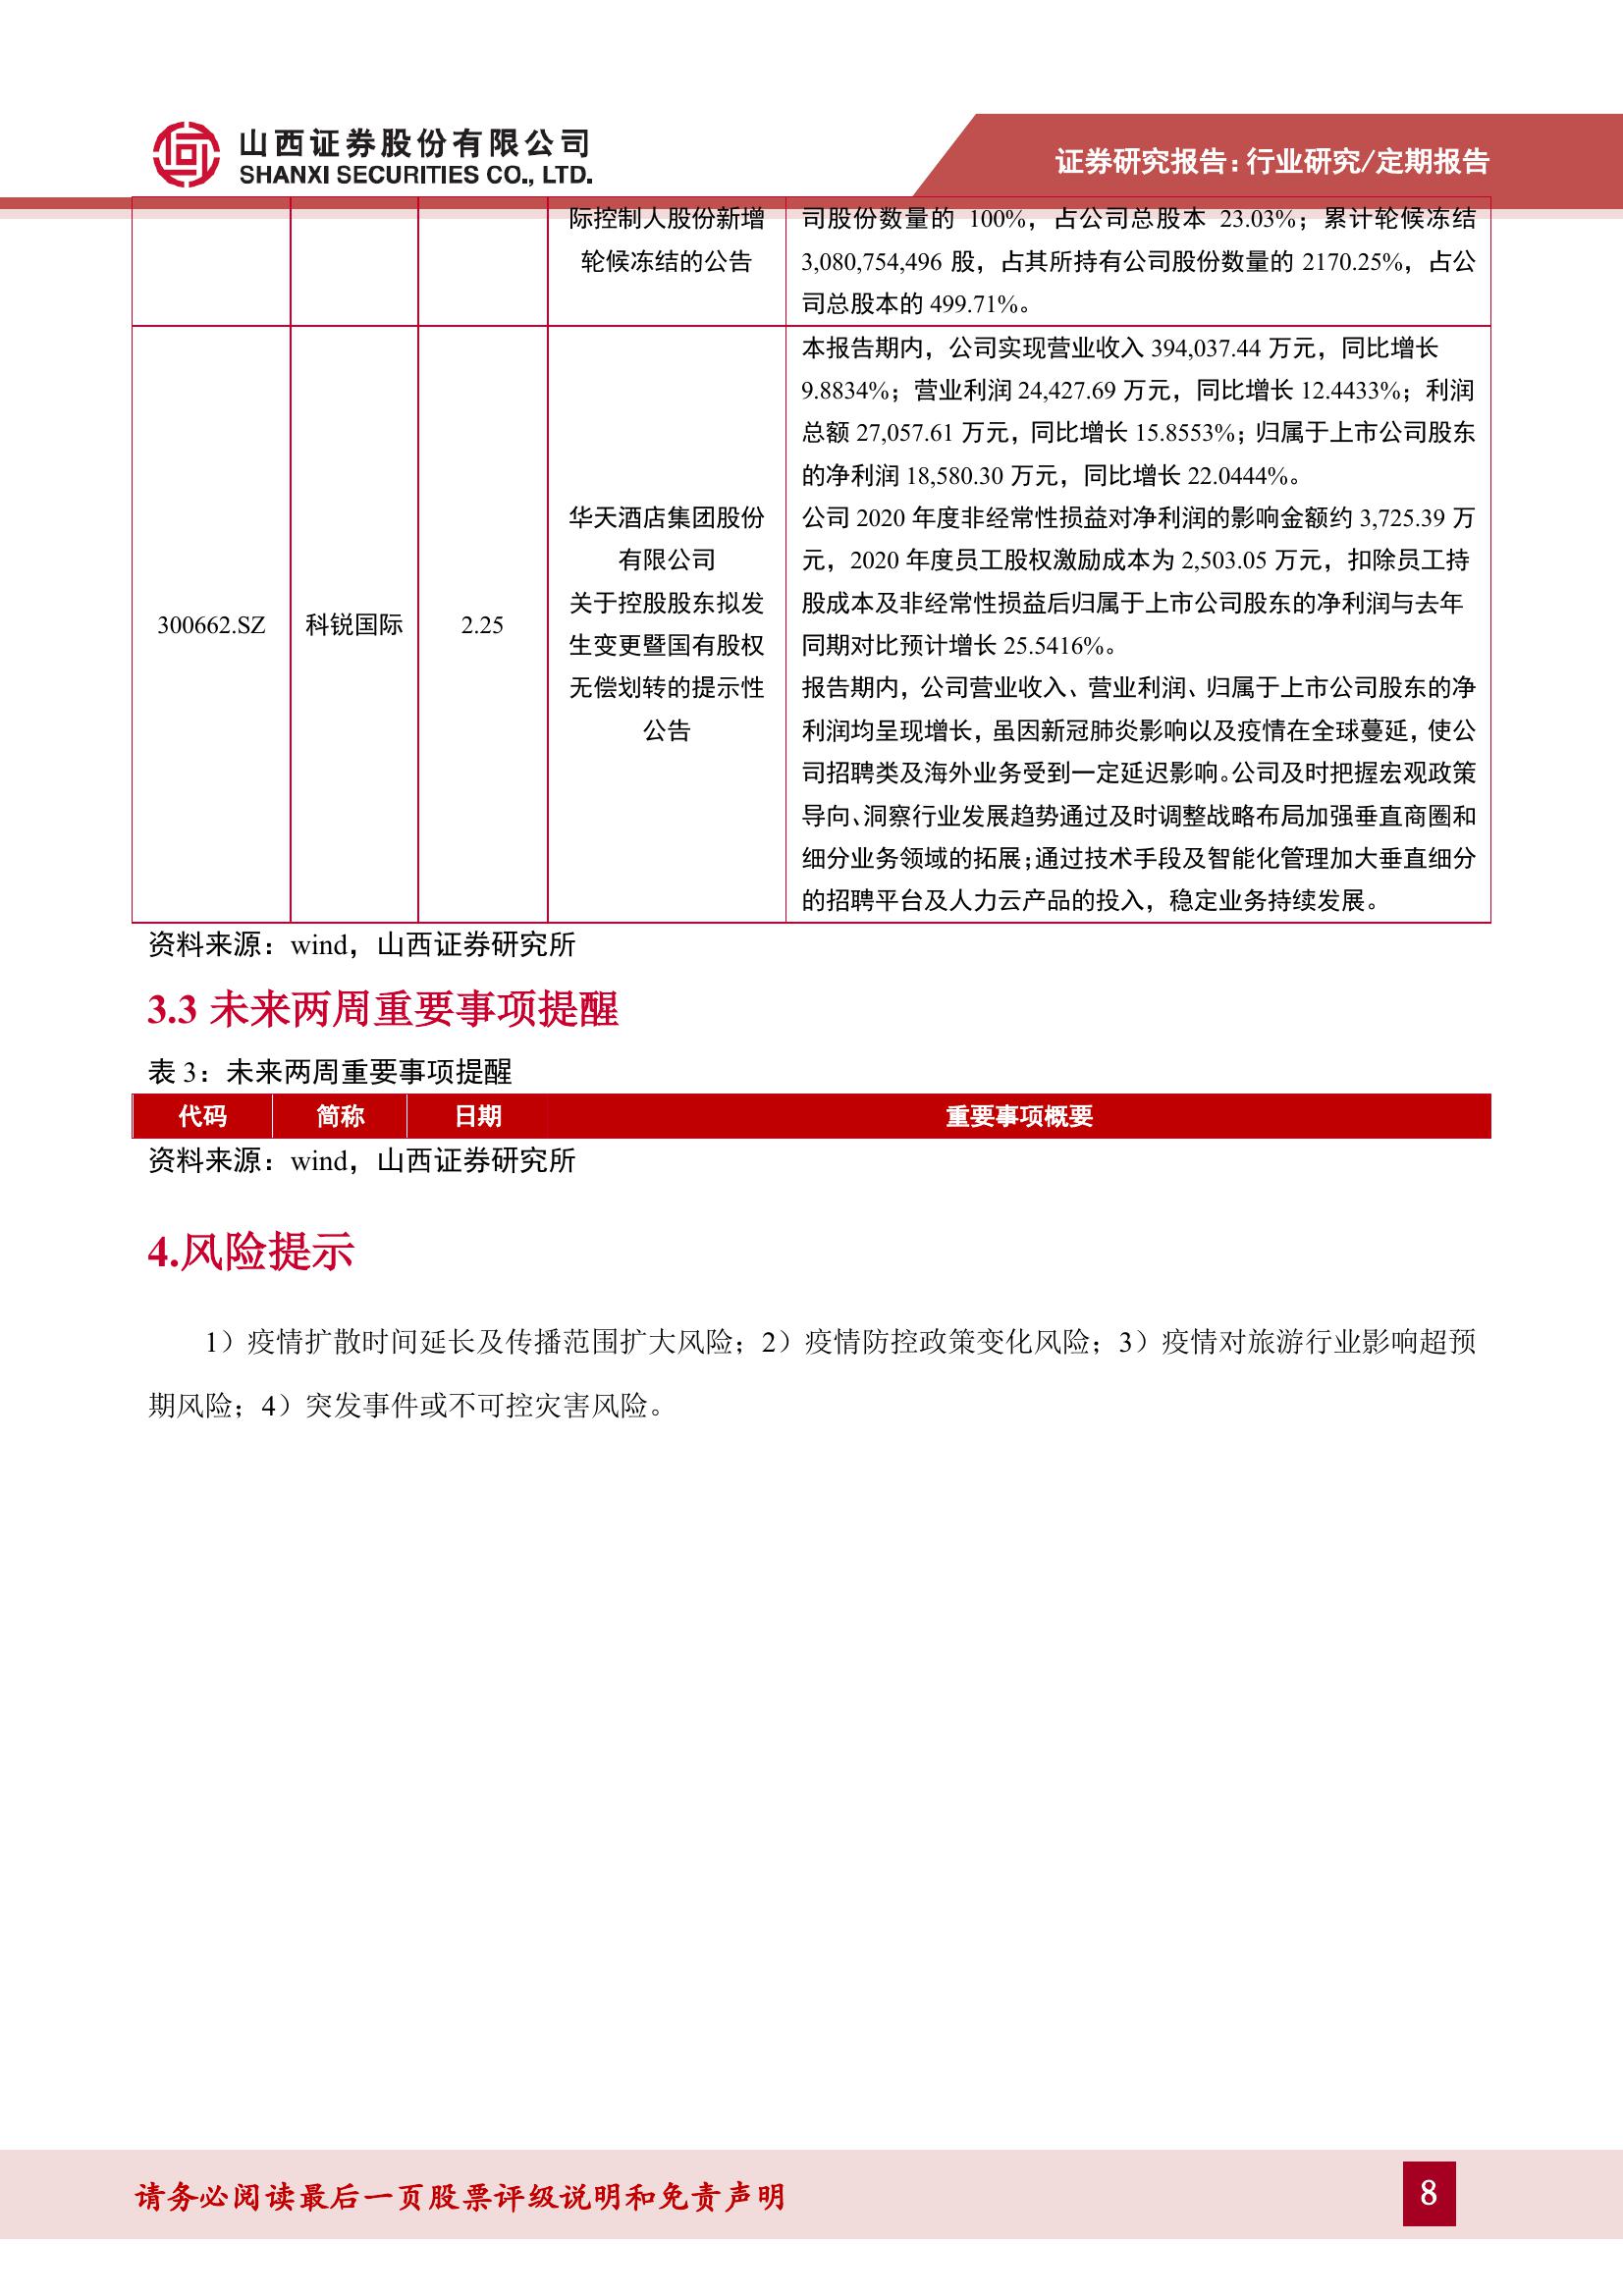 山西证券股份有限公司
SHANXI SECURITIES CO., LTD.
证券研究报告：行业研究/定期报告
际控制人股份新增
轮候冻结的公告
司股份数量的 100%，占公司总股本 23.03%；累计轮候冻结
3,080,754,496 股，占其所持有公司股份数量的 2170.25%，占公
司总股本的 499.71%。
300662.SZ
科锐国际
2.25
华天酒店集团股份
有限公司
关于控股股东拟发
生变更暨国有股权
无偿划转的提示性
公告
本报告期内，公司实现营业收入 394,037.44 万元，同比增长
9.8834%；营业利润 24,427.69 万元，同比增长 12.4433%；利润
总额 27,057.61 万元，同比增长 15.8553%；归属于上市公司股东
的净利润 18,580.30 万元，同比增长 22.0444%。
公司 2020 年度非经常性损益对净利润的影响金额约 3,725.39 万
元，2020 年度员工股权激励成本为 2,503.05 万元，扣除员工持
股成本及非经常性损益后归属于上市公司股东的净利润与去年
同期对比预计增长 25.5416%。
报告期内，公司营业收入、营业利润、归属于上市公司股东的净
利润均呈现增长，虽因新冠肺炎影响以及疫情在全球蔓延，使公
司招聘类及海外业务受到一定延迟影响。公司及时把握宏观政策
导向、洞察行业发展趋势通过及时调整战略布局加强垂直商圈和
细分业务领域的拓展；通过技术手段及智能化管理加大垂直细分
的招聘平台及人力云产品的投入，稳定业务持续发展。
资料来源：wind，山西证券研究所
3.3 未来两周重要事项提醒
表 3：未来两周重要事项提醒
代码 简称 日期 重要事项概要
资料来源：wind，山西证券研究所
4.风险提示
1）疫情扩散时间延长及传播范围扩大风险；2）疫情防控政策变化风险；3）疫情对旅游行业影响超预
期风险；4）突发事件或不可控灾害风险。
请务必阅读最后一页股票评级说明和免责声明
8